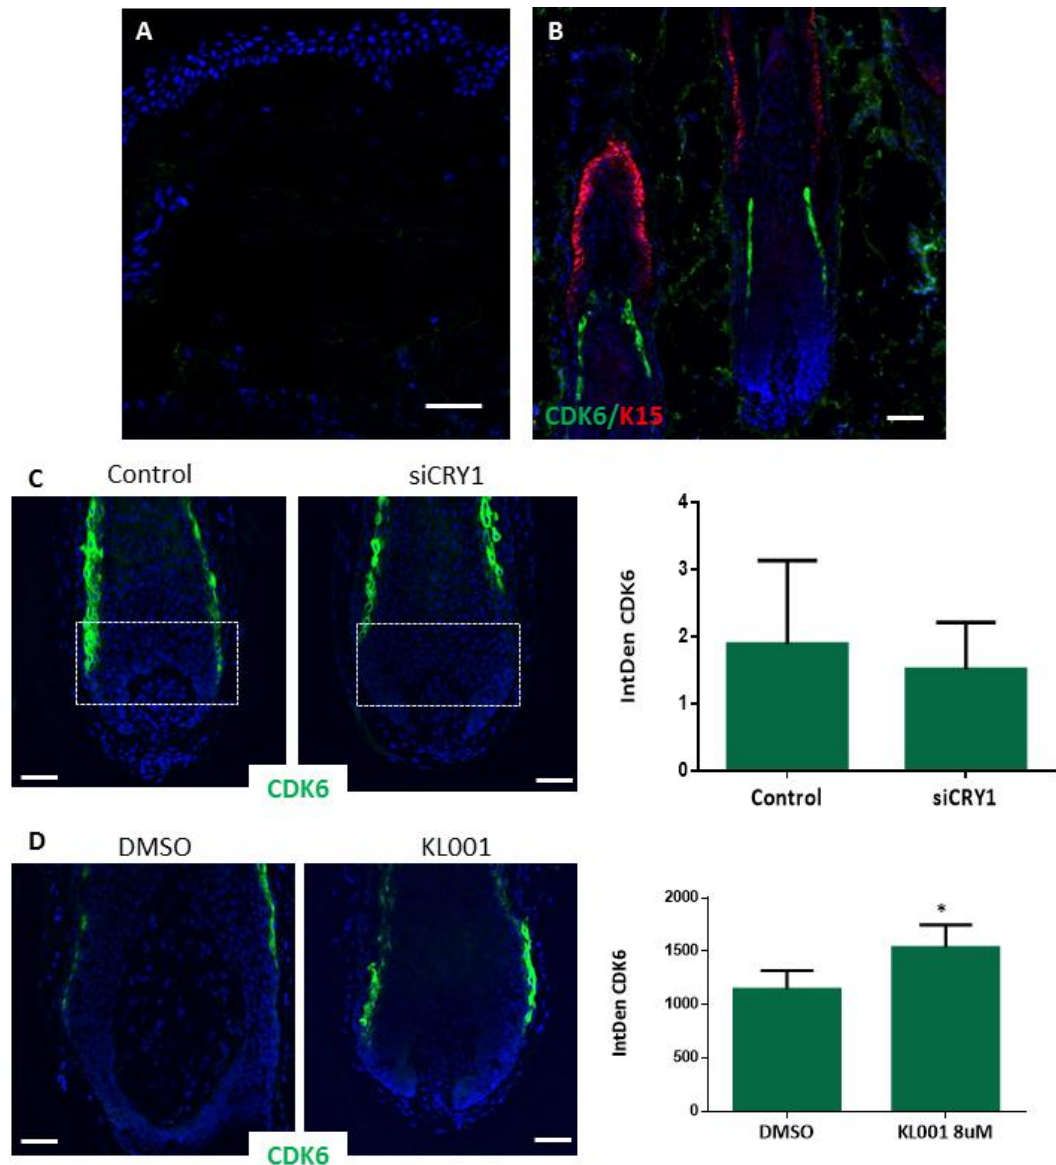 A
B
CDK6/K15
C
Control
siCRY1
CDK6
IntDen CDK6
4
3
2
1
0
Control
siCRY1
D
DMSO
KL001
CDK6
IntDen CDK6
2000
1500
1000
500
0
*
DMSO
KL001 8uM